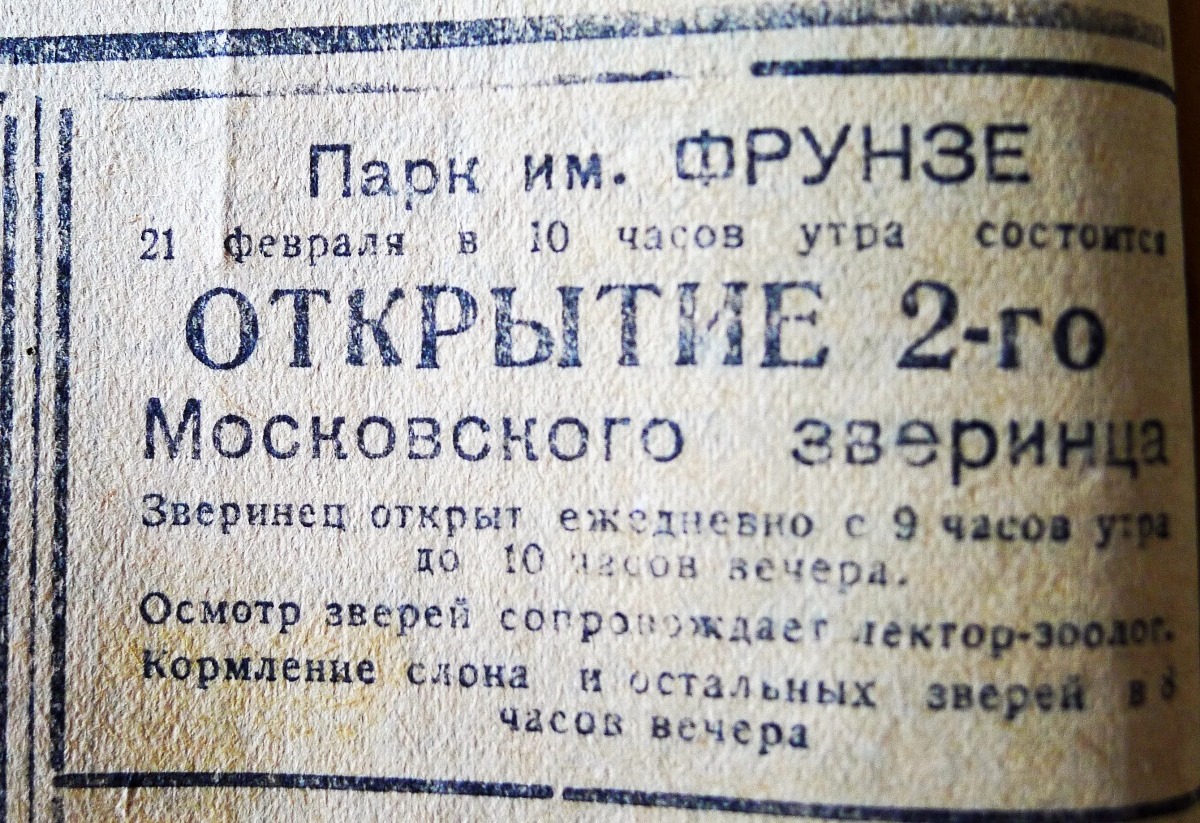 Парк им. ФРУНЗЕ
21 февраля в 10 часов утра состоится
ОТКРЫТИЕ 2-го
Московского зверинца
Зверинец открыт ежедневно с 9 часов утра
до 10 часов вечера.
Осмотр зверей сопровождает лектор-зоолог.
Кормление слона и остальных зверей в 8
часов вечера